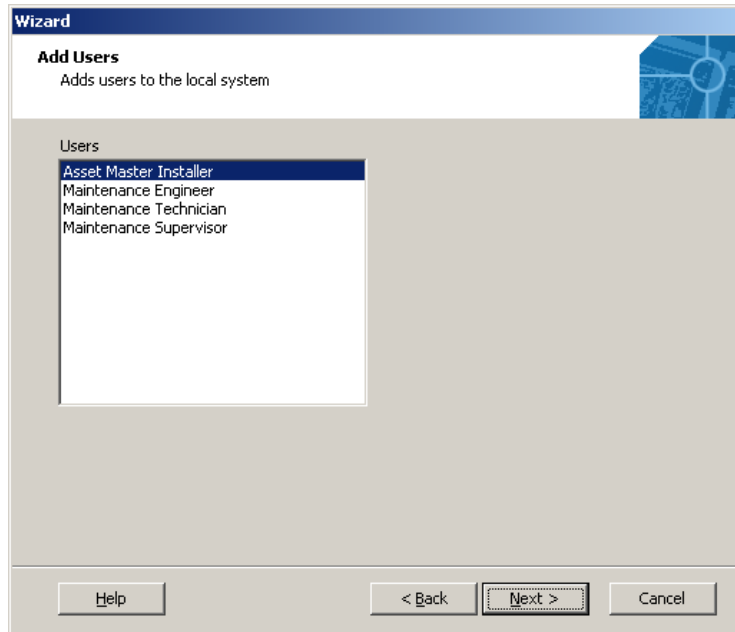 Wizard
Add Users
Adds users to the local system
Users
Asset Master Installer
Maintenance Engineer
Maintenance Technician
Maintenance Supervisor
Help
< Back
Next >
Cancel